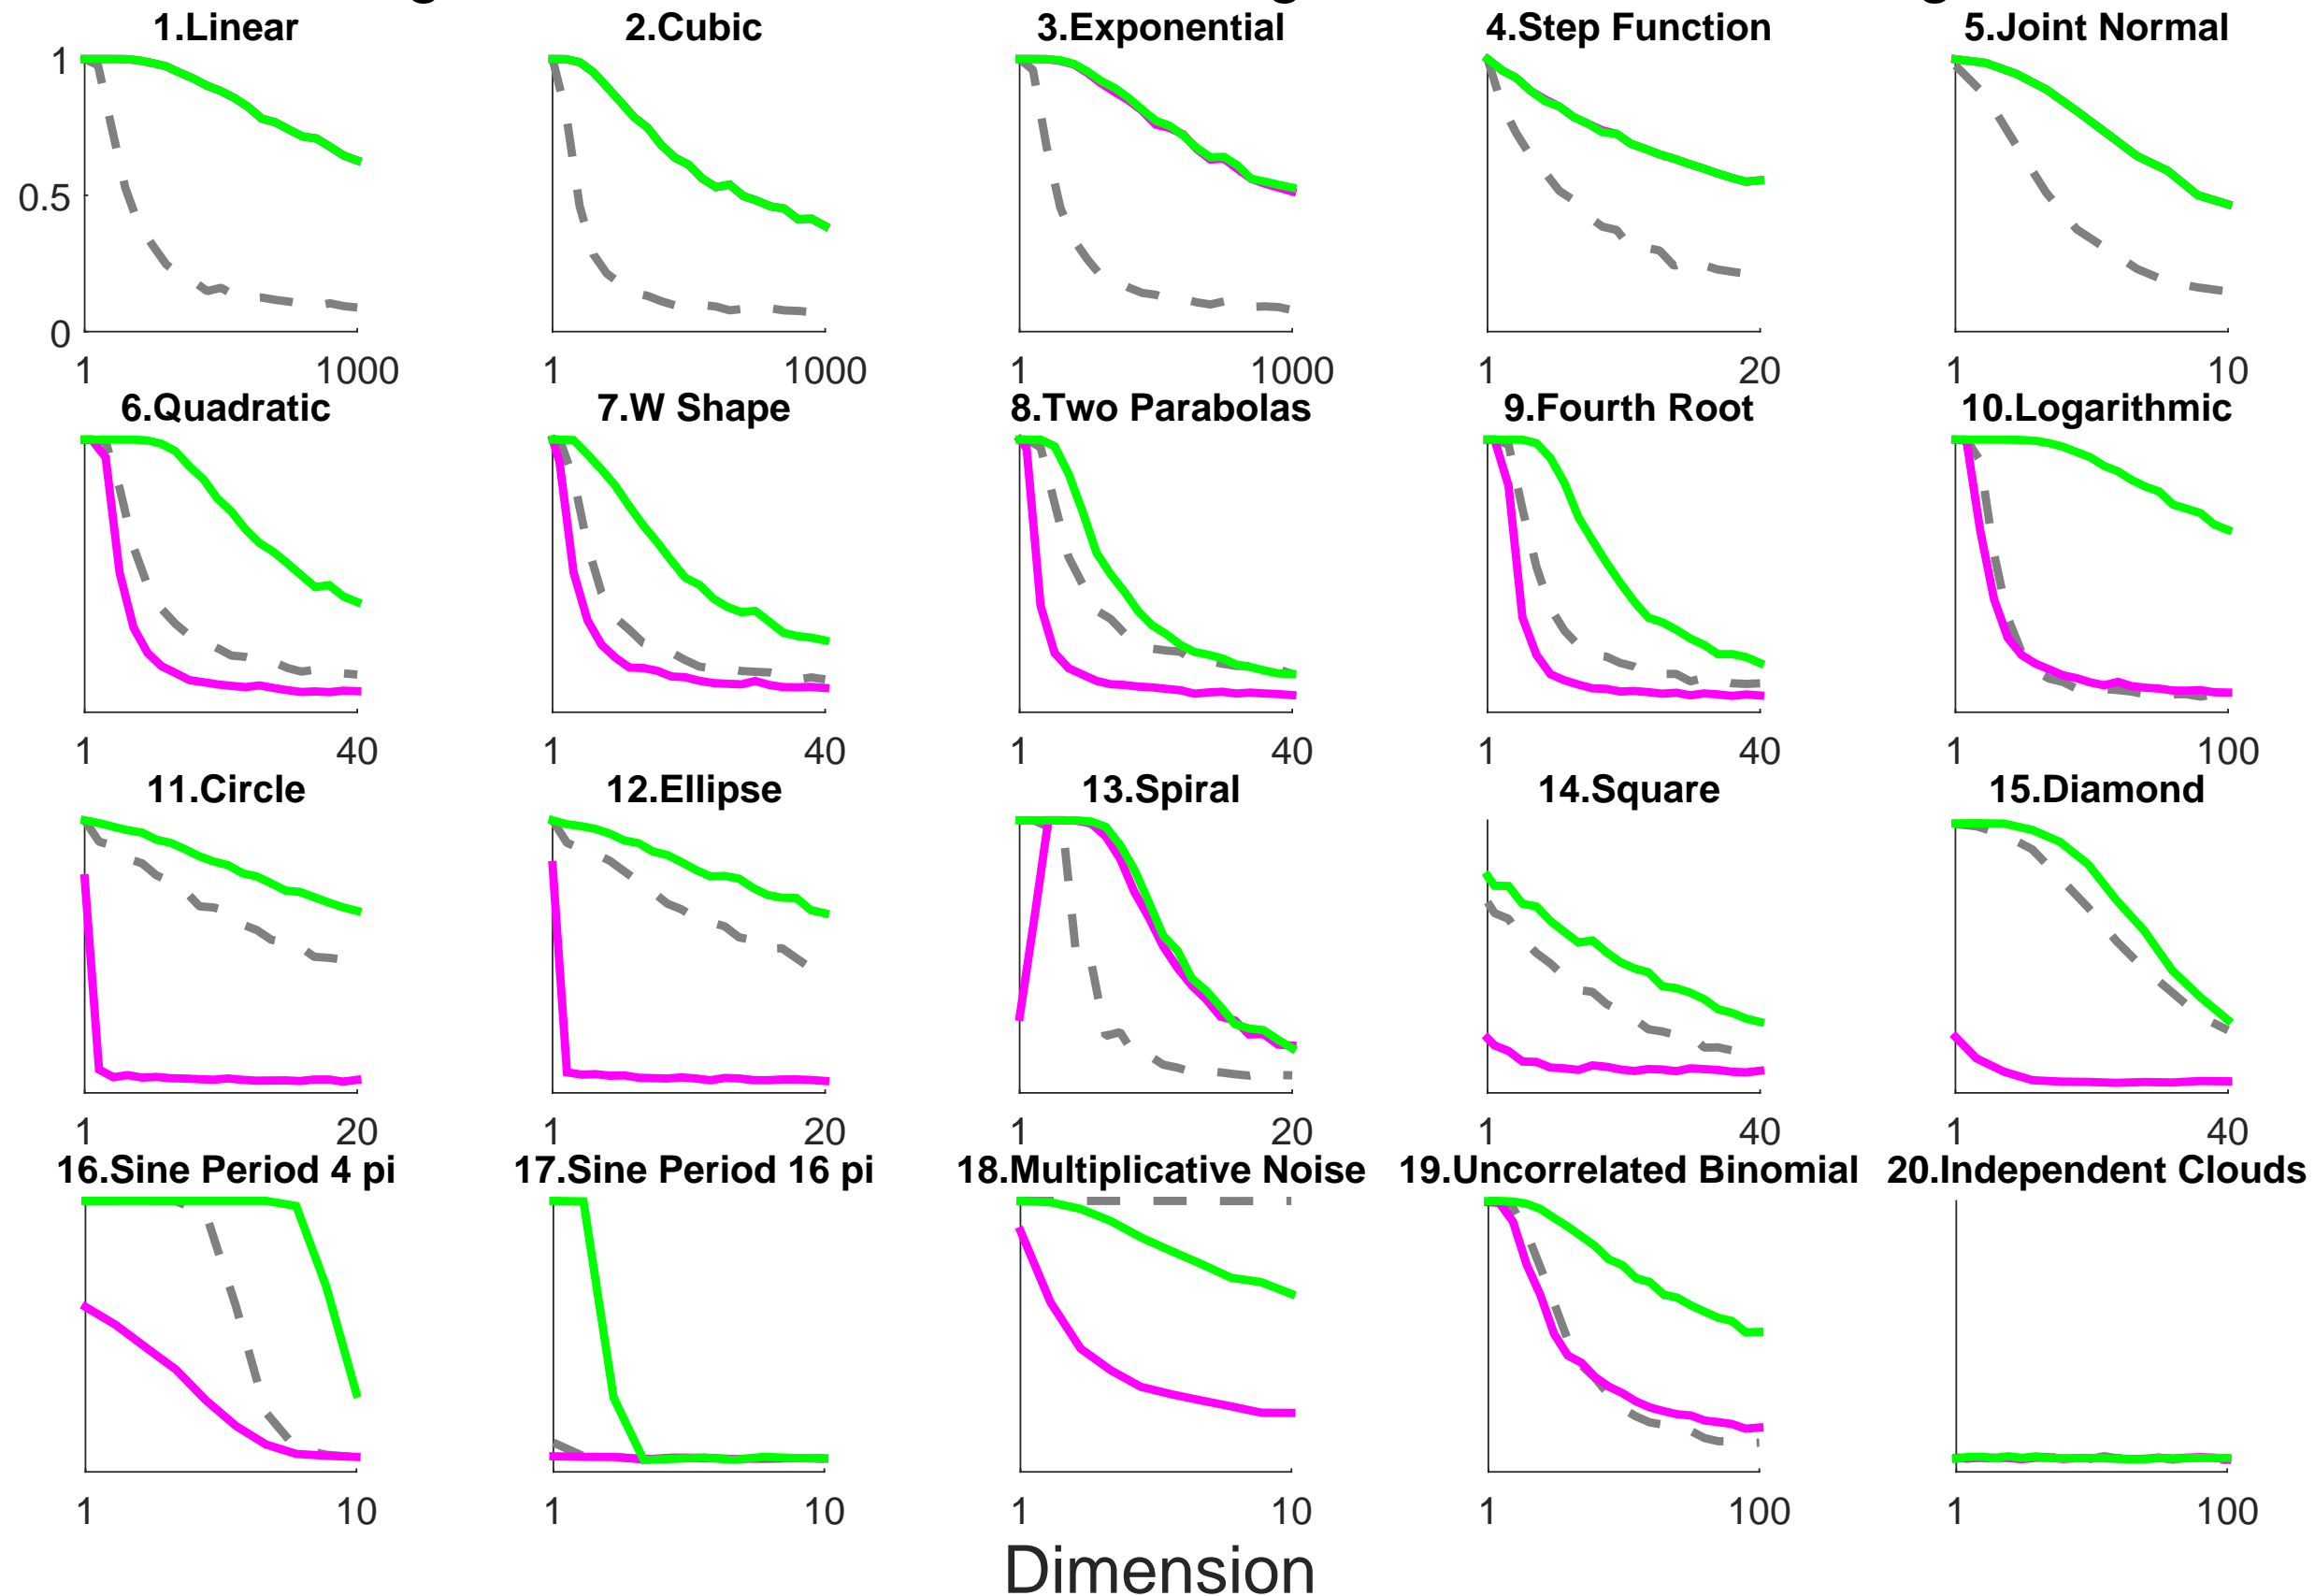 1.Linear 2.Cubic 3.Exponential 4.Step Function 5.Joint Normal
1
0.5
0
1 1000 1 1000 1 1000 1 20 1 10
6.Quadratic 7.W Shape 8.Two Parabolas 9.Fourth Root 10.Logarithmic
1 40 1 40 1 40 1 40 1 100
11.Circle 12.Ellipse 13.Spiral 14.Square 15.Diamond
1 20 1 20 1 20 1 40 1 40
16.Sine Period 4 pi 17.Sine Period 16 pi 18.Multiplicative Noise 19.Uncorrelated Binomial 20.Independent Clouds
1 10 1 10 1 10 1 100 1 100
Dimension